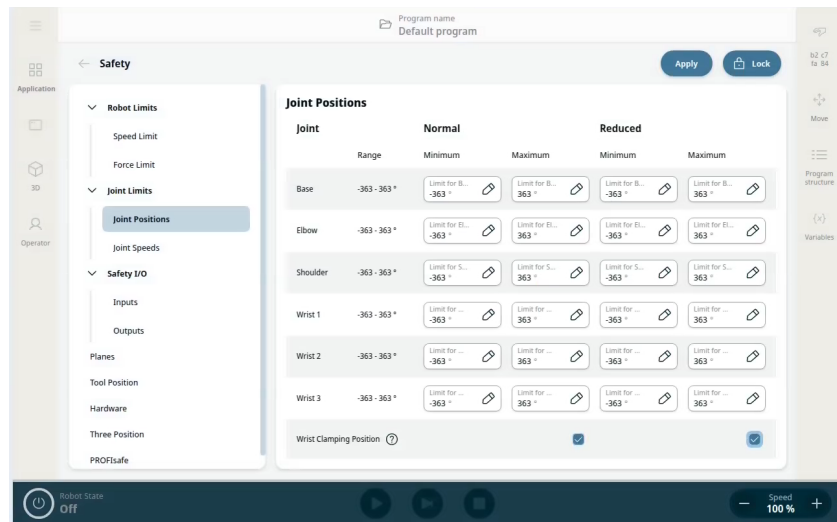 Program name
Default program
Safety
Apply
Lock
b2 c7
fa 84
Application
Move
3D
Program
structure
Operator
Variables
Robot Limits
Speed Limit
Force Limit
Joint Limits
Joint Positions
Joint Speeds
Safety I/O
Inputs
Outputs
Planes
Tool Position
Hardware
Three Position
PROFIsafe
Joint Positions
Joint Normal Reduced
Range Minimum Maximum Minimum Maximum
Limit for B... Limit for B... Limit for B... Limit for B...
Base -363 - 363 ° -363 ° 363 ° -363 ° 363 °
Limit for El... Limit for El... Limit for El... Limit for El...
Elbow -363 - 363 ° -363 ° 363 ° -363 ° 363 °
Limit for S... Limit for S... Limit for S... Limit for S...
Shoulder -363 - 363 ° -363 ° 363 ° -363 ° 363 °
Limit for ... Limit for ... Limit for ... Limit for ...
Wrist 1 -363 - 363 ° -363 ° 363 ° -363 ° 363 °
Limit for ... Limit for ... Limit for ... Limit for ...
Wrist 2 -363 - 363 ° -363 ° 363 ° -363 ° 363 °
Limit for ... Limit for ... Limit for ... Limit for ...
Wrist 3 -363 - 363 ° -363 ° 363 ° -363 ° 363 °
Wrist Clamping Position ?
Robot State
Off
Speed
100 %